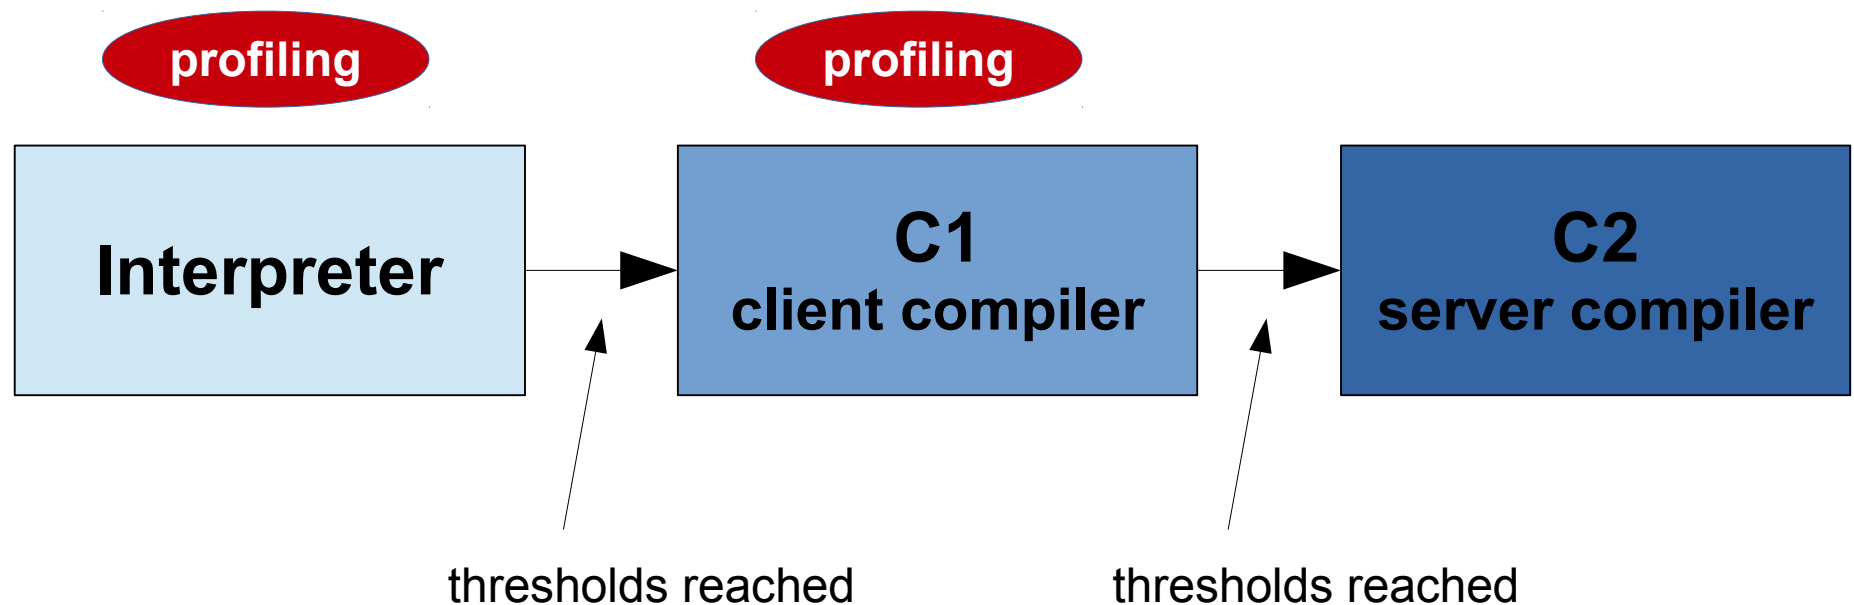 profiling
profiling
Interpreter
C1
client compiler
C2
server compiler
thresholds reached
thresholds reached